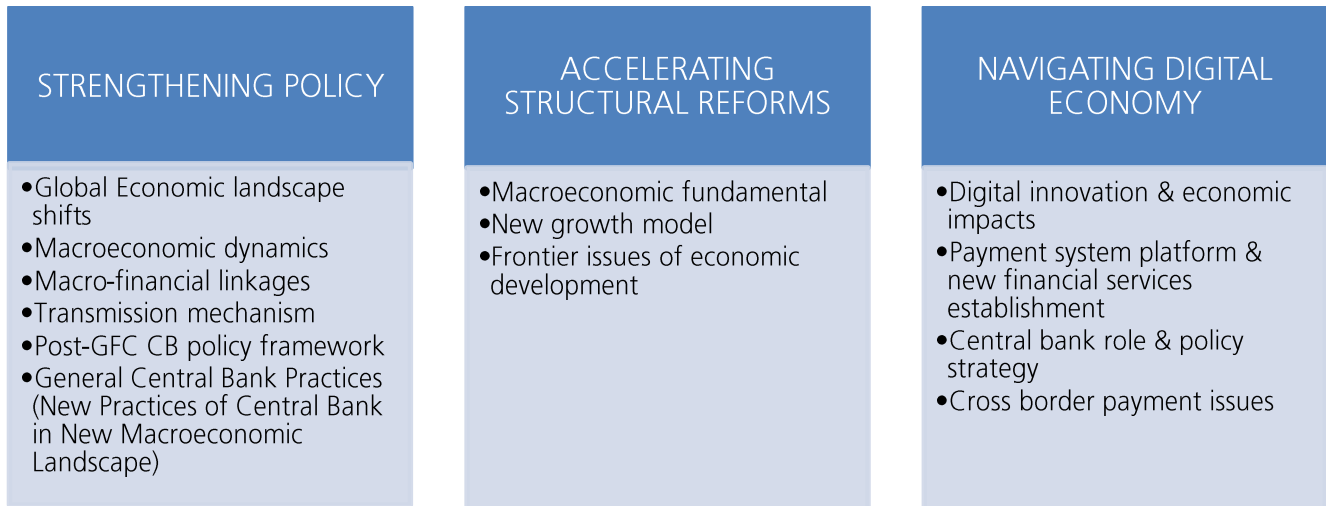 STRENGTHENING POLICY
•Global Economic landscape
shifts
•Macroeconomic dynamics
•Macro-financial linkages
•Transmission mechanism
•Post-GFC CB policy framework
•General Central Bank Practices
(New Practices of Central Bank
in New Macroeconomic
Landscape)
ACCELERATING
STRUCTURAL REFORMS
•Macroeconomic fundamental
•New growth model
•Frontier issues of economic
development
NAVIGATING DIGITAL
ECONOMY
•Digital innovation & economic
impacts
•Payment system platform &
new financial services
establishment
•Central bank role & policy
strategy
•Cross border payment issues